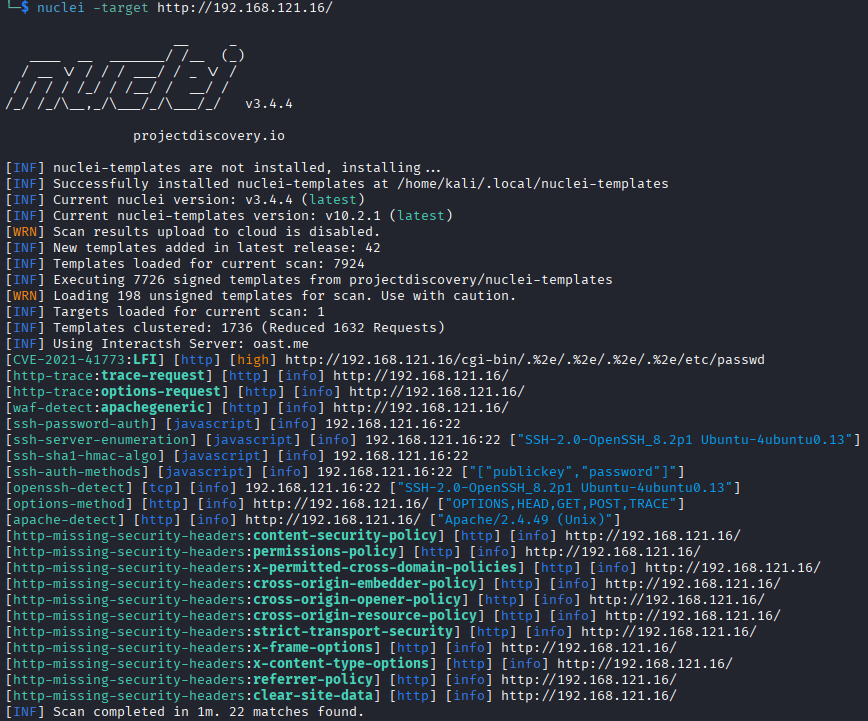 └─$ nuclei -target http://192.168.121.16/
nuclei v3.4.4
projectdiscovery.io
[INF] nuclei-templates are not installed, installing...
[INF] Successfully installed nuclei-templates at /home/kali/.local/nuclei-templates
[INF] Current nuclei version: v3.4.4 (latest)
[INF] Current nuclei-templates version: v10.2.1 (latest)
[WRN] Scan results upload to cloud is disabled.
[INF] New templates added in latest release: 42
[INF] Templates loaded for current scan: 7924
[INF] Executing 7726 signed templates from projectdiscovery/nuclei-templates
[WRN] Loading 198 unsigned templates for scan. Use with caution.
[INF] Targets loaded for current scan: 1
[INF] Templates clustered: 1736 (Reduced 1632 Requests)
[INF] Using Interactsh Server: oast.me
[CVE-2021-41773:LFI] [http] [high] http://192.168.121.16/cgi-bin/.%2e/.%2e/.%2e/.%2e/etc/passwd
[http-trace:trace-request] [http] [info] http://192.168.121.16/
[http-trace:options-request] [http] [info] http://192.168.121.16/
[waf-detect:apachegeneric] [http] [info] http://192.168.121.16/
[ssh-password-auth] [javascript] [info] 192.168.121.16:22
[ssh-server-enumeration] [javascript] [info] 192.168.121.16:22 ["SSH-2.0-OpenSSH_8.2p1 Ubuntu-4ubuntu0.13"]
[ssh-sha1-hmac-algo] [javascript] [info] 192.168.121.16:22
[ssh-auth-methods] [javascript] [info] 192.168.121.16:22 ["["publickey","password"]"]
[openssh-detect] [tcp] [info] 192.168.121.16:22 ["SSH-2.0-OpenSSH_8.2p1 Ubuntu-4ubuntu0.13"]
[options-method] [http] [info] http://192.168.121.16/ ["OPTIONS,HEAD,GET,POST,TRACE"]
[apache-detect] [http] [info] http://192.168.121.16/ ["Apache/2.4.49 (Unix)"]
[http-missing-security-headers:content-security-policy] [http] [info] http://192.168.121.16/
[http-missing-security-headers:permissions-policy] [http] [info] http://192.168.121.16/
[http-missing-security-headers:x-permitted-cross-domain-policies] [http] [info] http://192.168.121.16/
[http-missing-security-headers:cross-origin-embedder-policy] [http] [info] http://192.168.121.16/
[http-missing-security-headers:cross-origin-opener-policy] [http] [info] http://192.168.121.16/
[http-missing-security-headers:cross-origin-resource-policy] [http] [info] http://192.168.121.16/
[http-missing-security-headers:strict-transport-security] [http] [info] http://192.168.121.16/
[http-missing-security-headers:x-frame-options] [http] [info] http://192.168.121.16/
[http-missing-security-headers:x-content-type-options] [http] [info] http://192.168.121.16/
[http-missing-security-headers:referrer-policy] [http] [info] http://192.168.121.16/
[http-missing-security-headers:clear-site-data] [http] [info] http://192.168.121.16/
[INF] Scan completed in 1m. 22 matches found.